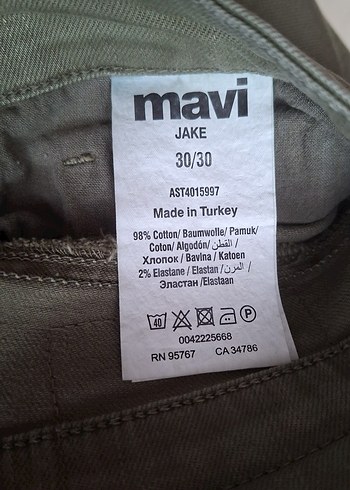 mavi
JAKE
30/30
AST4015997
Made in Turkey
98% Cotton/ Baumwolle/ Pamuk/
Coton/ Algodón/ القطن /
Хлопок / Bavlna / Katoen
2% Elastane / Elastan /المرن /
Эластан /Elastaan
40 P
0042225668
RN 95767 CA 34786